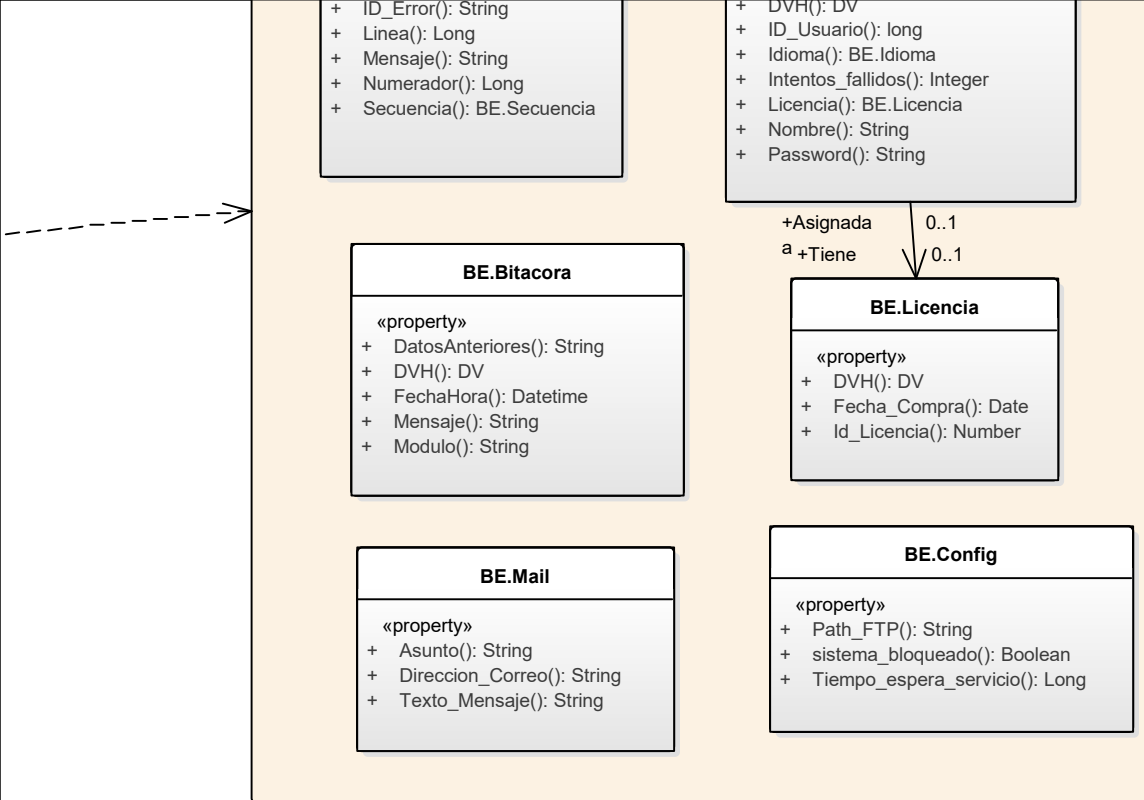 + ID_Error(): String
+ Linea(): Long
+ Mensaje(): String
+ Numerador(): Long
+ Secuencia(): BE.Secuencia
+ DVH(): DV
+ ID_Usuario(): long
+ Idioma(): BE.Idioma
+ Intentos_fallidos(): Integer
+ Licencia(): BE.Licencia
+ Nombre(): String
+ Password(): String
+Asignada 0..1
a +Tiene 0..1
BE.Bitacora
«property»
+ DatosAnteriores(): String
+ DVH(): DV
+ FechaHora(): Datetime
+ Mensaje(): String
+ Modulo(): String
BE.Licencia
«property»
+ DVH(): DV
+ Fecha_Compra(): Date
+ Id_Licencia(): Number
BE.Mail
«property»
+ Asunto(): String
+ Direccion_Correo(): String
+ Texto_Mensaje(): String
BE.Config
«property»
+ Path_FTP(): String
+ sistema_bloqueado(): Boolean
+ Tiempo_espera_servicio(): Long